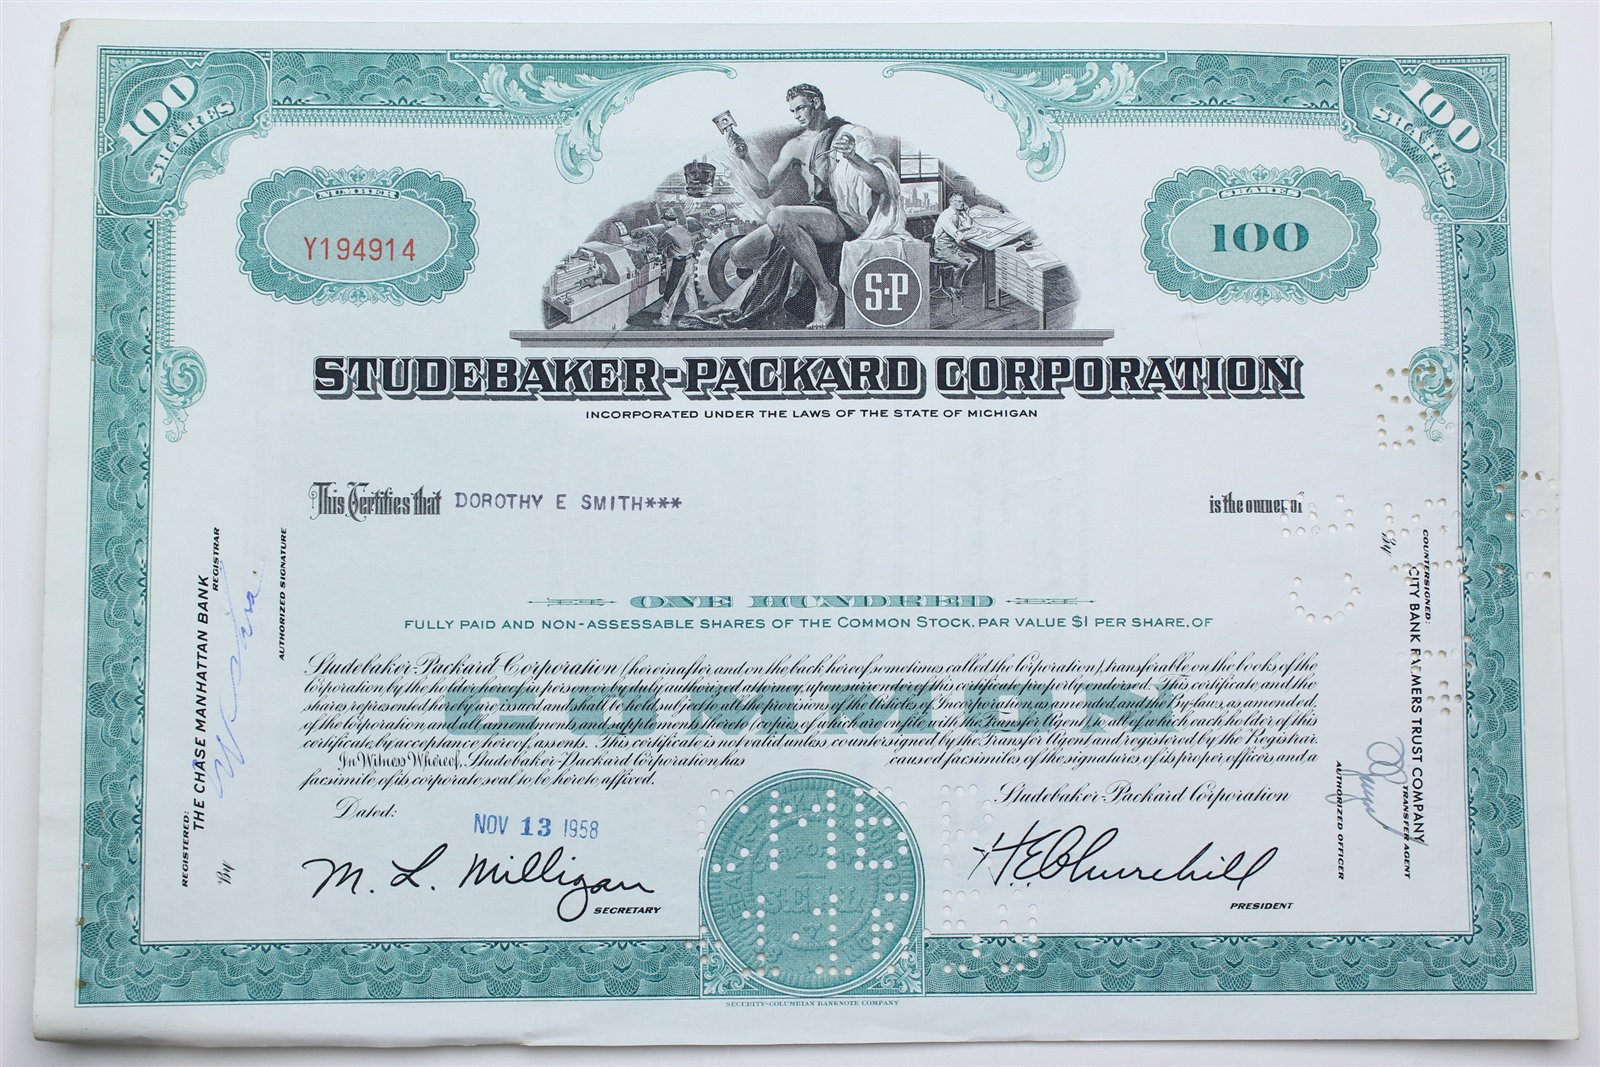 100 SHARES
100 SHARES
NUMBER
Y194914
SHARES
100
S·P
STUDEBAKER-PACKARD CORPORATION
INCORPORATED UNDER THE LAWS OF THE STATE OF MICHIGAN
This Certifies that DOROTHY E SMITH*** is the owner of
ONE HUNDRED
FULLY PAID AND NON-ASSESSABLE SHARES OF THE COMMON STOCK, PAR VALUE $1 PER SHARE, OF
Studebaker-Packard Corporation (hereinafter and on the back hereof sometimes called the Corporation), transferable on the books of the
Corporation by the holder hereof in person or by duly authorized attorney, upon surrender of this certificate properly endorsed. This certificate and the
shares represented hereby are issued and shall be held subject to all the provisions of the Articles of Incorporation, as amended, and the By-laws, as amended,
of the Corporation and all amendments and supplements thereto (copies of which are on file with the Transfer Agent) to all of which each holder of this
certificate, by acceptance hereof, assents. This certificate is not valid unless countersigned by the Transfer Agent and registered by the Registrar.
In Witness Whereof, Studebaker-Packard Corporation has caused facsimiles of the signatures of its proper officers and a
facsimile of its corporate seal to be hereto affixed.
COMMON
Dated:
NOV 13 1958
Studebaker-Packard Corporation
M. L. Milligan
SECRETARY
SEAL
H E Churchill
PRESIDENT
SECURITY-COLUMBIAN BANKNOTE COMPANY
REGISTERED:
THE CHASE MANHATTAN BANK
REGISTRAR
By
AUTHORIZED SIGNATURE
COUNTERSIGNED:
CITY BANK FARMERS TRUST COMPANY
TRANSFER AGENT
By
AUTHORIZED OFFICER